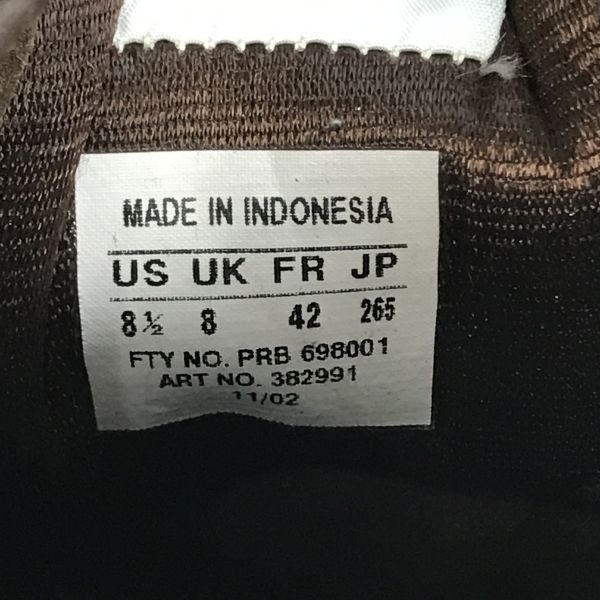 MADE IN INDONESIA
US UK FR JP
8½ 8 42 265
FTY NO. PRB 698001
ART NO. 382991
11/02